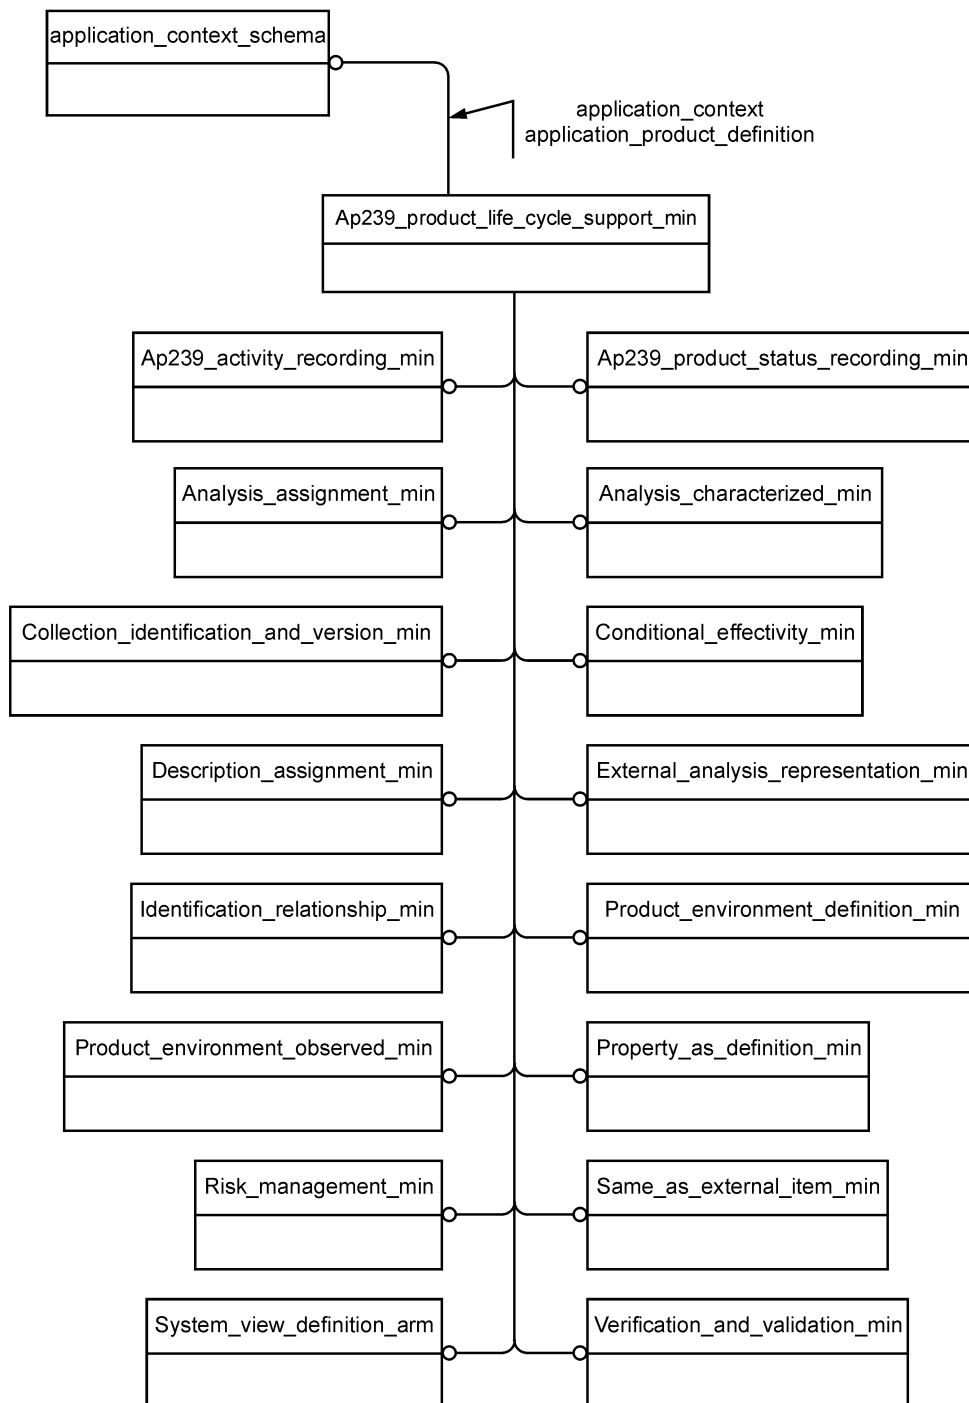 application_context_schema
application_context
application_product_definition
Ap239_product_life_cycle_support_min
Ap239_activity_recording_min
Ap239_product_status_recording_min
Analysis_assignment_min
Analysis_characterized_min
Collection_identification_and_version_min
Conditional_effectivity_min
Description_assignment_min
External_analysis_representation_min
Identification_relationship_min
Product_environment_definition_min
Product_environment_observed_min
Property_as_definition_min
Risk_management_min
Same_as_external_item_min
System_view_definition_arm
Verification_and_validation_min